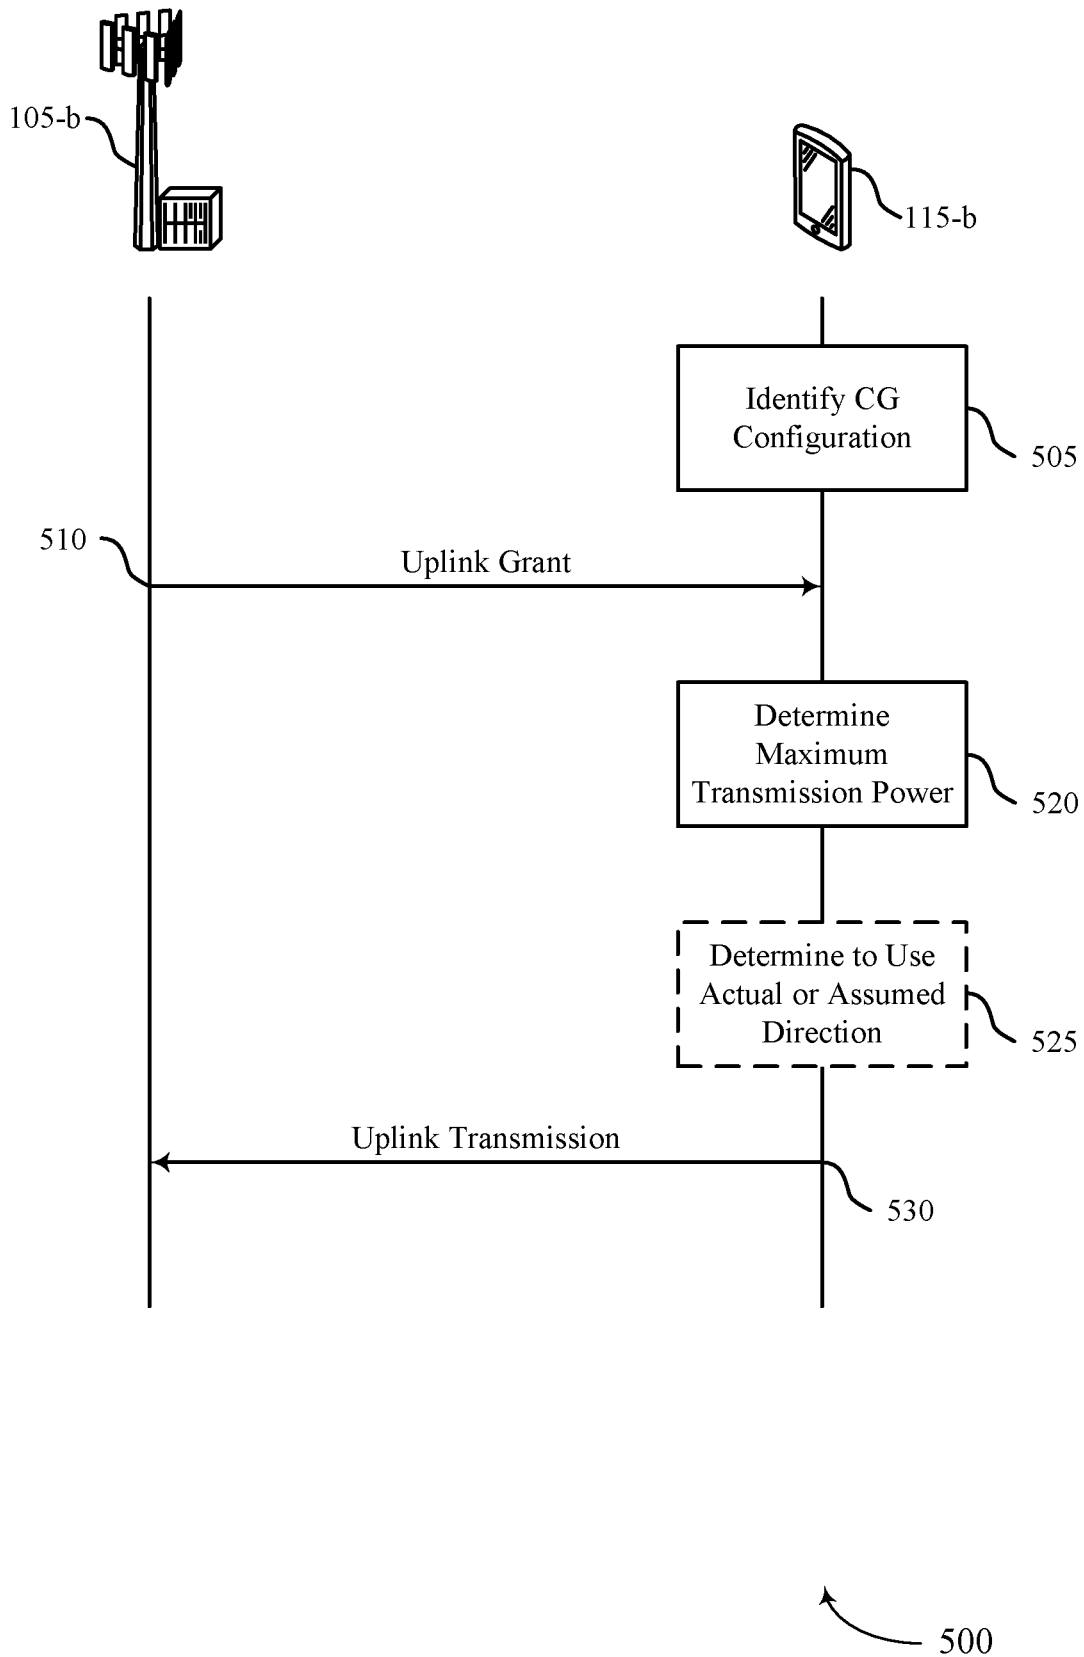 105-b
115-b
Identify CG
Configuration
505
510
Uplink Grant
Determine
Maximum
Transmission Power
520
Determine to Use
Actual or Assumed
Direction
525
Uplink Transmission
530
500